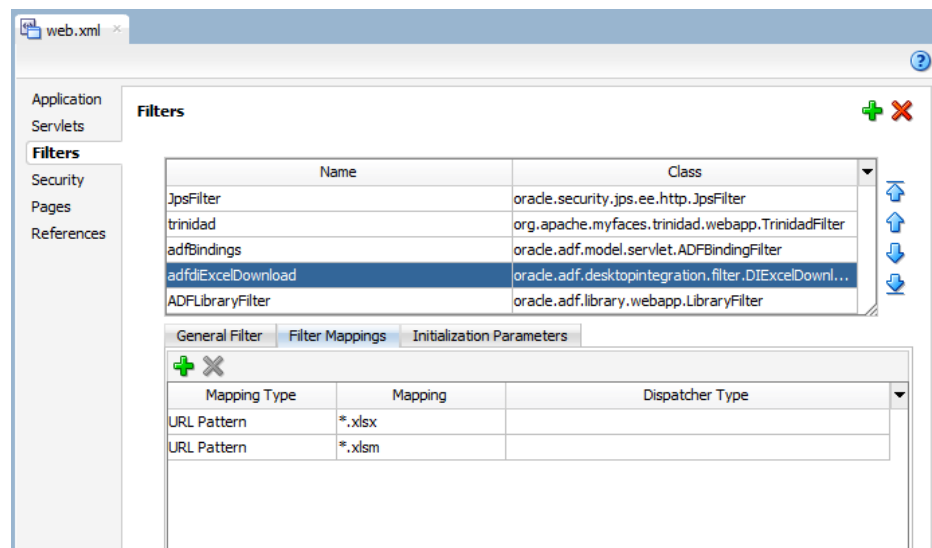 web.xml
Application
Servlets
Filters
Security
Pages
References
Filters
Name Class
JpsFilter oracle.security.jps.ee.http.JpsFilter
trinidad org.apache.myfaces.trinidad.webapp.TrinidadFilter
adfBindings oracle.adf.model.servlet.ADFBindingFilter
adfdiExcelDownload oracle.adf.desktopintegration.filter.DIExcelDownl...
ADFLibraryFilter oracle.adf.library.webapp.LibraryFilter
General Filter Filter Mappings Initialization Parameters
Mapping Type Mapping Dispatcher Type
URL Pattern *.xlsx
URL Pattern *.xlsm